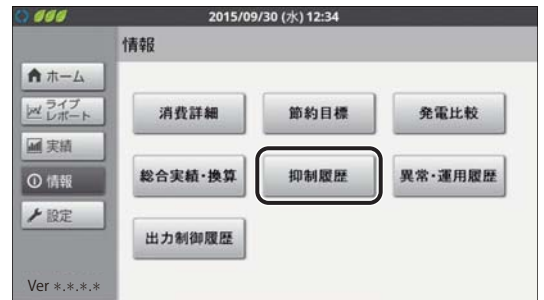 2015/09/30 (水) 12:34
情報
ホーム
ライブ
レポート
実績
情報
設定
Ver *.*.*.*
消費詳細
節約目標
発電比較
総合実績・換算
抑制履歴
異常・運用履歴
出力制御履歴